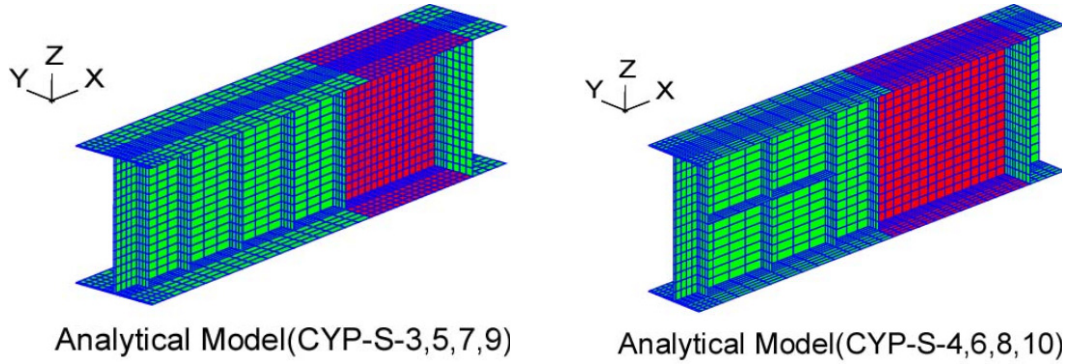 Z
Y
X
Z
Y
X
Analytical Model(CYP-S-3,5,7,9)
Analytical Model(CYP-S-4,6,8,10)